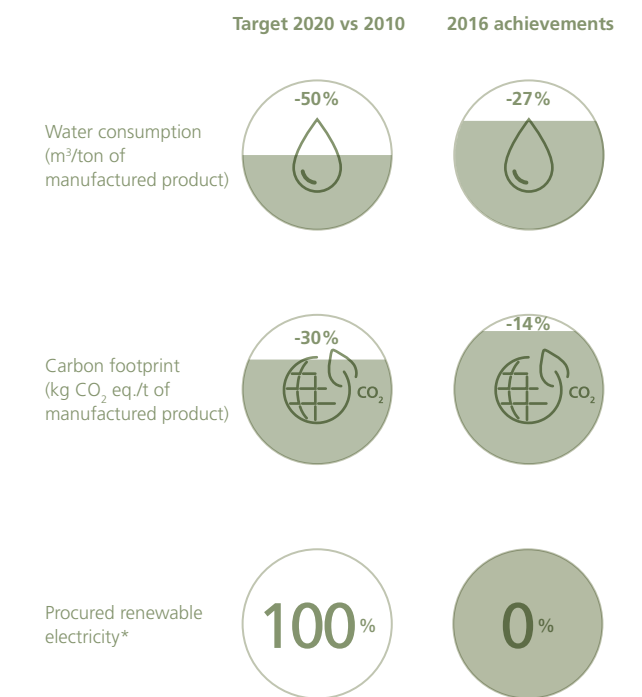 Target 2020 vs 2010 2016 achievements
Water consumption
(m³/ton of
manufactured product)
-50%
-27%
Carbon footprint
(kg CO₂ eq./t of
manufactured product)
-30%
CO₂
-14%
CO₂
Procured renewable
electricity*
100%
0%